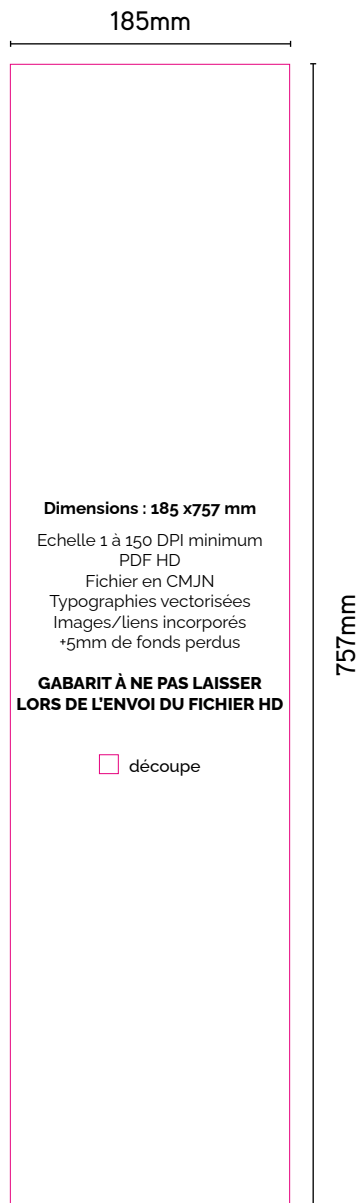 185mm
Dimensions : 185 x757 mm
Echelle 1 à 150 DPI minimum
PDF HD
Fichier en CMJN
Typographies vectorisées
Images/liens incorporés
+5mm de fonds perdus
757mm
GABARIT À NE PAS LAISSER
LORS DE L'ENVOI DU FICHIER HD
découpe